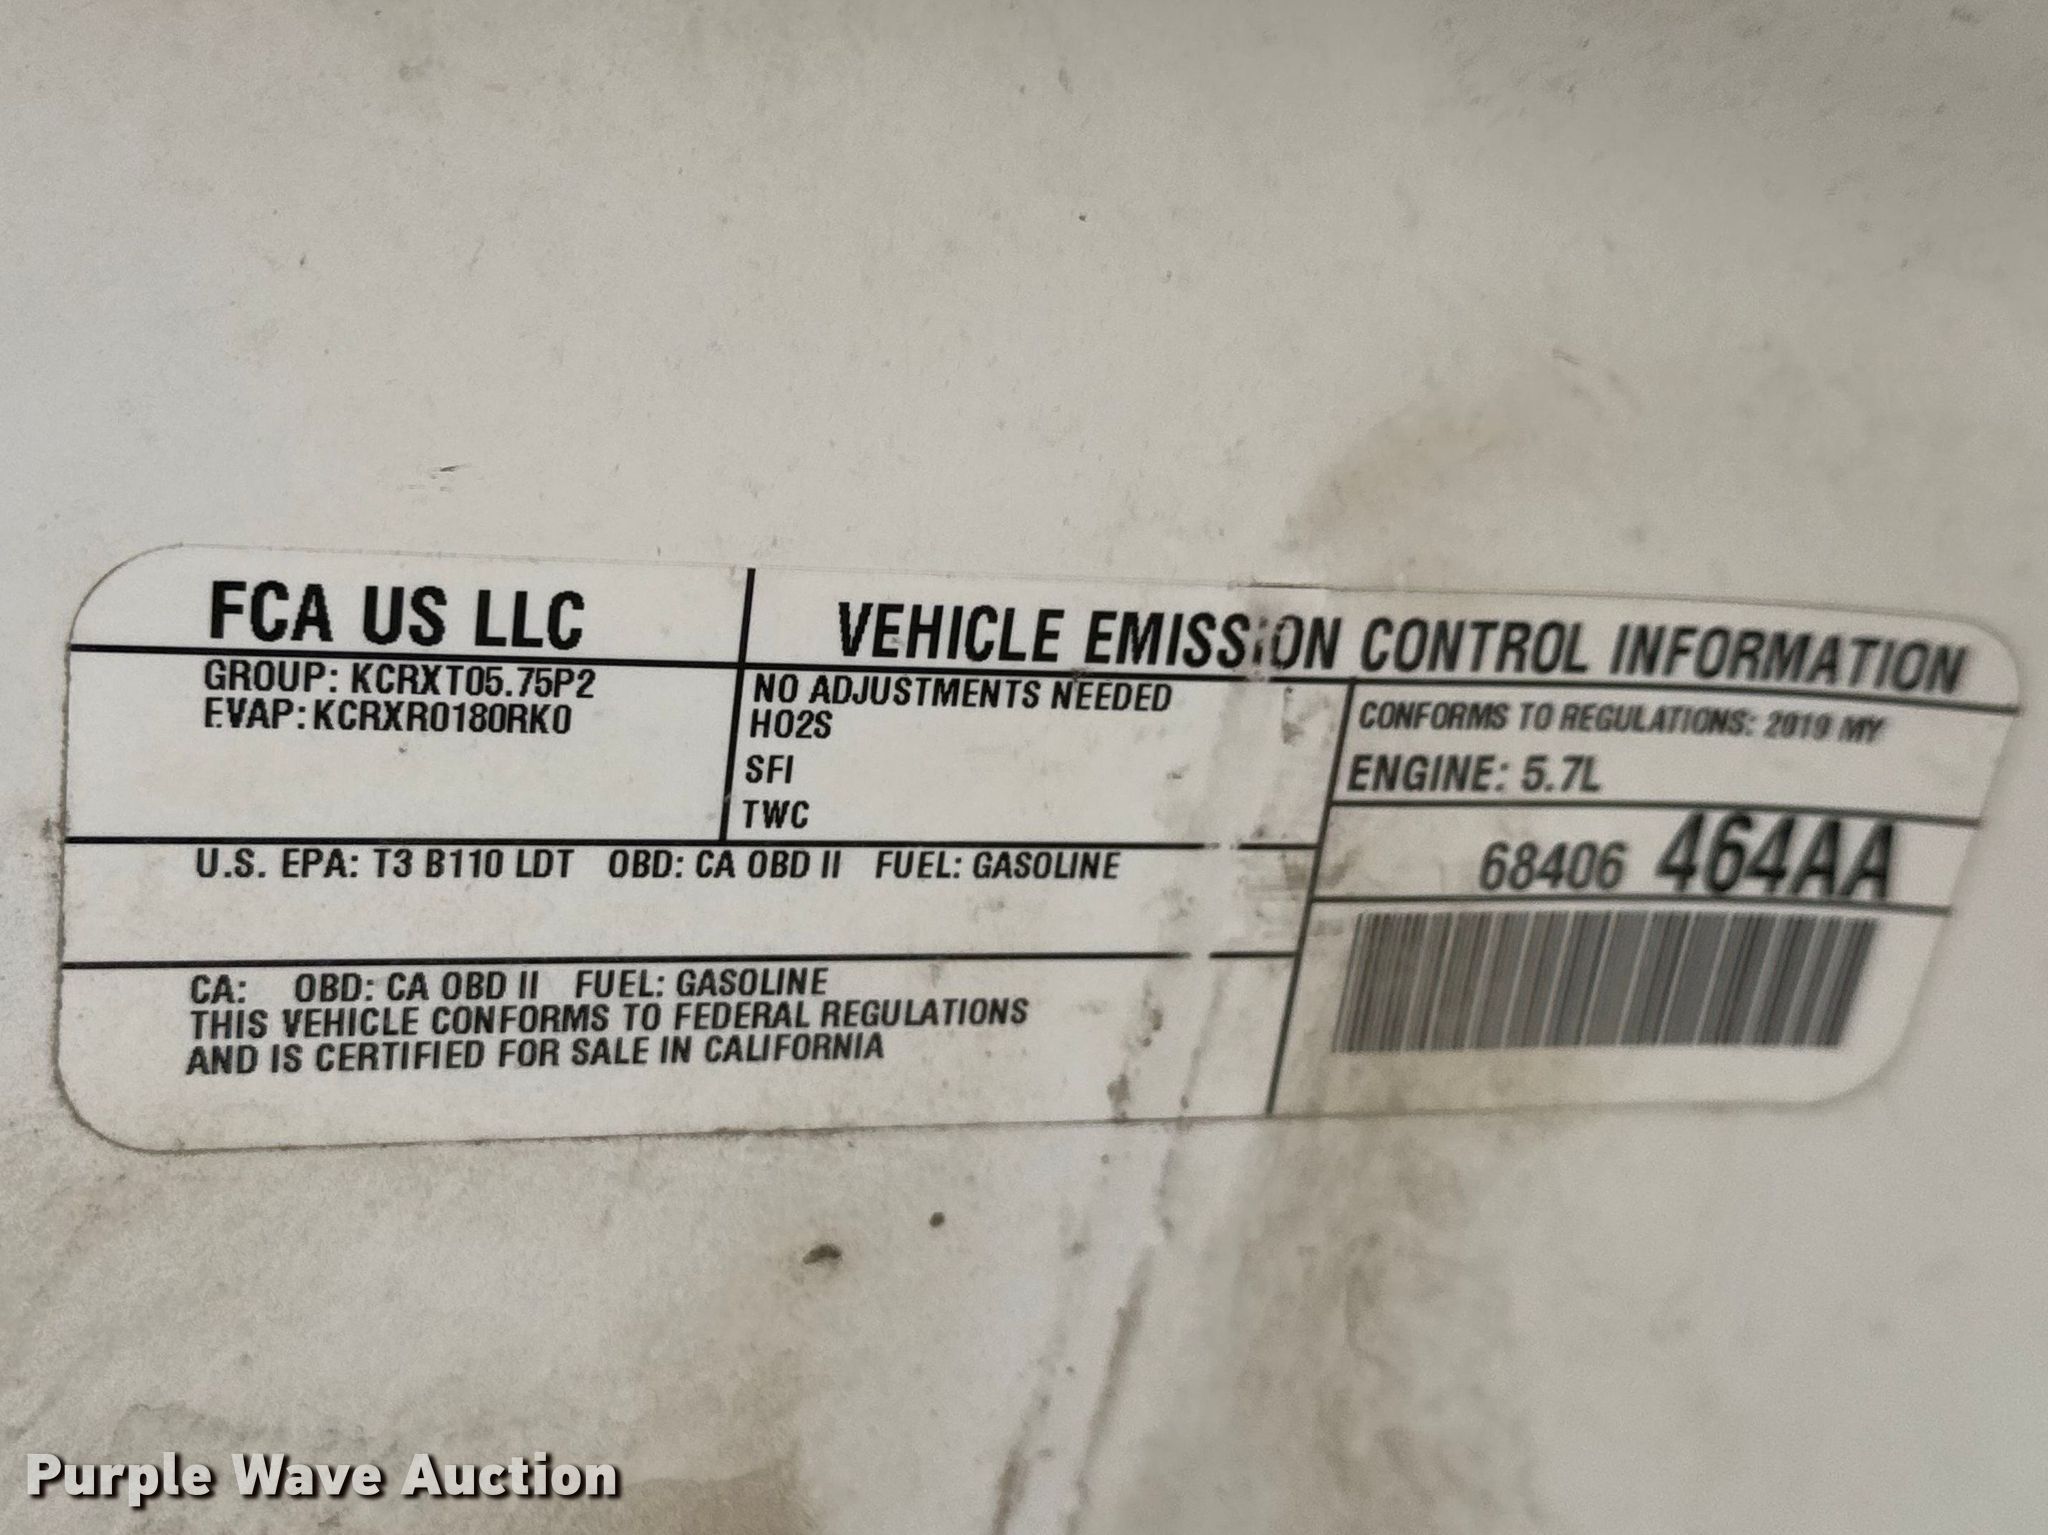 FCA US LLC
VEHICLE EMISSION CONTROL INFORMATION
GROUP: KCRXT05.75P2
EVAP: KCRXR0180RK0
NO ADJUSTMENTS NEEDED
HO2S
SFI
TWC
CONFORMS TO REGULATIONS: 2019 MY
ENGINE: 5.7L
68406 464AA
U.S. EPA: T3 B110 LDT OBD: CA OBD II FUEL: GASOLINE
CA: OBD: CA OBD II FUEL: GASOLINE
THIS VEHICLE CONFORMS TO FEDERAL REGULATIONS
AND IS CERTIFIED FOR SALE IN CALIFORNIA
Purple Wave Auction